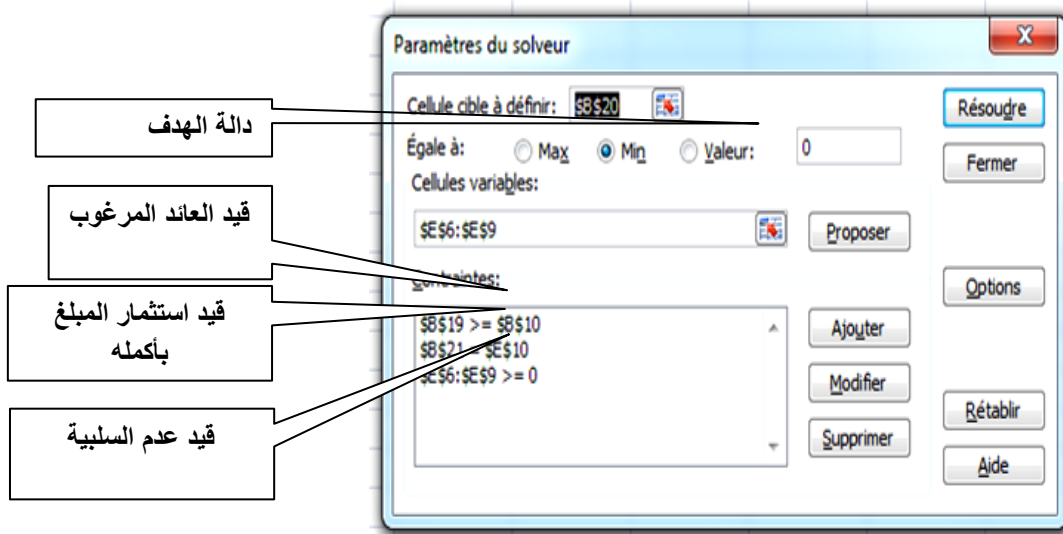 Paramètres du solveur
X
دالة الهدف
Cellule cible à définir: $B$20
Résoudre
Égale à: Max Min Valeur: 0
Fermer
Cellules variables:
قيد العائد المرغوب
$E$6:$E$9
Proposer
Contraintes:
Options
قيد استثمار المبلغ
بأكمله
$B$19 >= $B$10
Ajouter
$B$21 = $E$10
$E$6:$E$9 >= 0
Modifier
Rétablir
قيد عدم السلبية
Supprimer
Aide